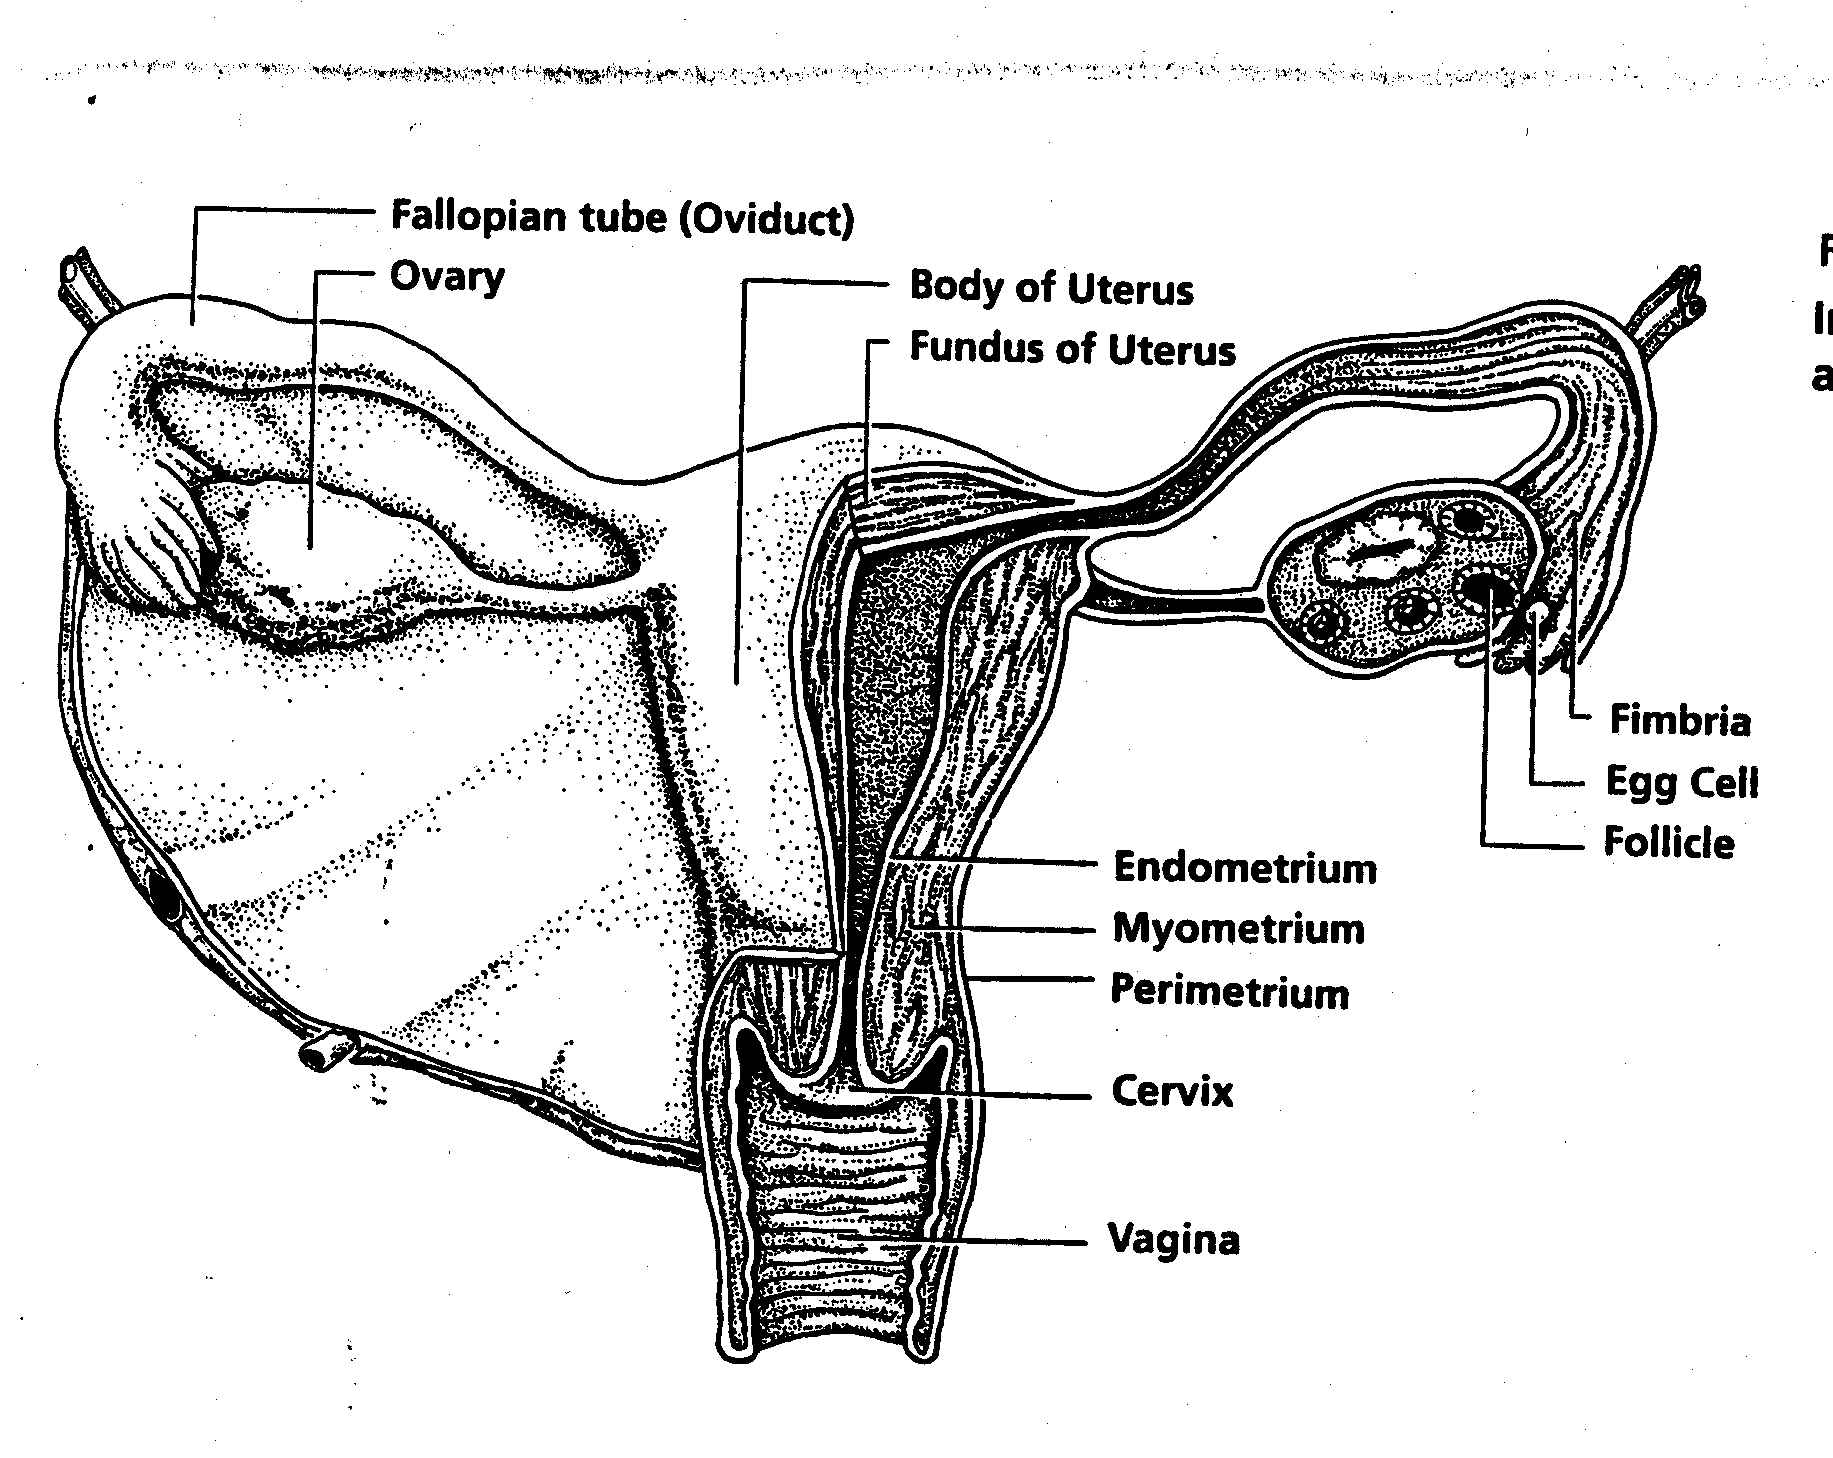 Fallopian tube (Oviduct)
Ovary
Body of Uterus
Fundus of Uterus
Fimbria
Egg Cell
Follicle
Endometrium
Myometrium
Perimetrium
Cervix
Vagina